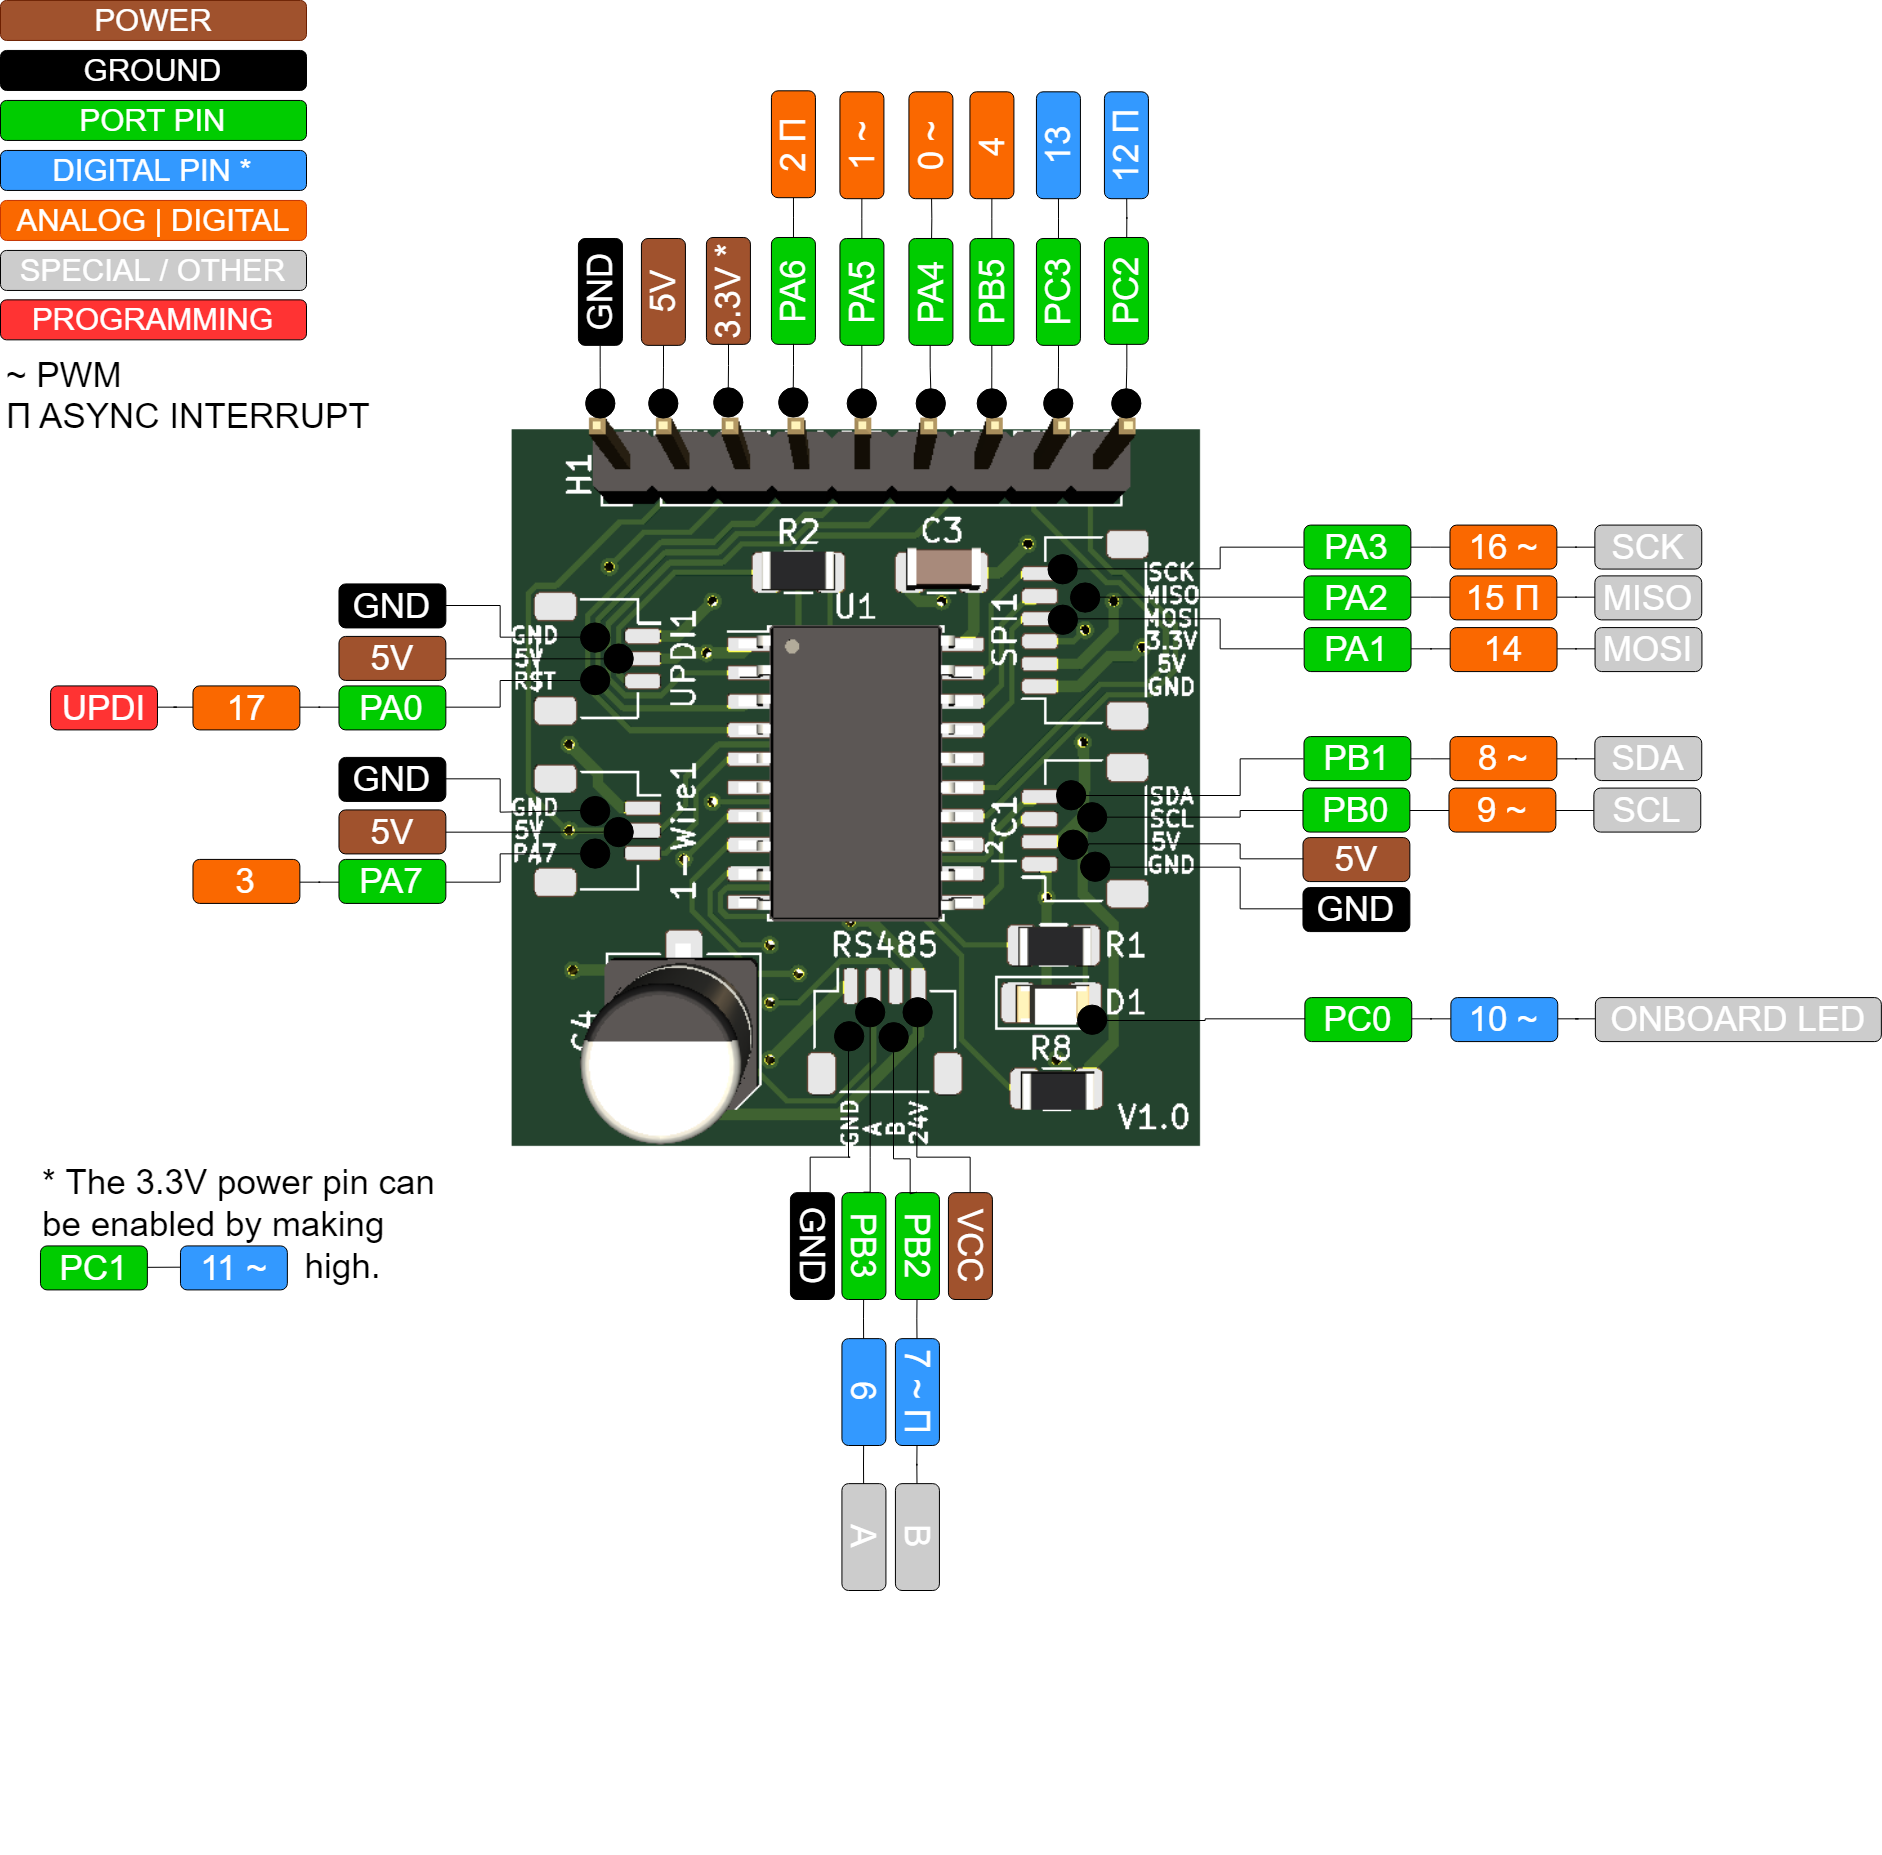 POWER
GROUND
PORT PIN
DIGITAL PIN *
ANALOG | DIGITAL
SPECIAL / OTHER
PROGRAMMING
~ PWM
Π ASYNC INTERRUPT
2 Π
1 ~
0 ~
4
13
12 Π
GND
5V
3.3V *
PA6
PA5
PA4
PB5
PC3
PC2
H1
R2
C3
U1
SPI1
SCK
MISO
MOSI
3.3V
5V
GND
PA3 16 ~ SCK
PA2 15 Π MISO
PA1 14 MOSI
GND
5V
UPDI 17 PA0
GND
5V
RST
UPDI1
GND
5V
3 PA7
GND
5V
PA7
1-Wire1
I²C1
SDA
SCL
5V
GND
PB1 8 ~ SDA
PB0 9 ~ SCL
5V
GND
RS485
R1
D1
R8
C4
V1.0
PC0 10 ~ ONBOARD LED
GND
A
B
24V
* The 3.3V power pin can
be enabled by making
PC1 11 ~ high.
GND
PB3
PB2
VCC
6
7 ~ Π
A
B